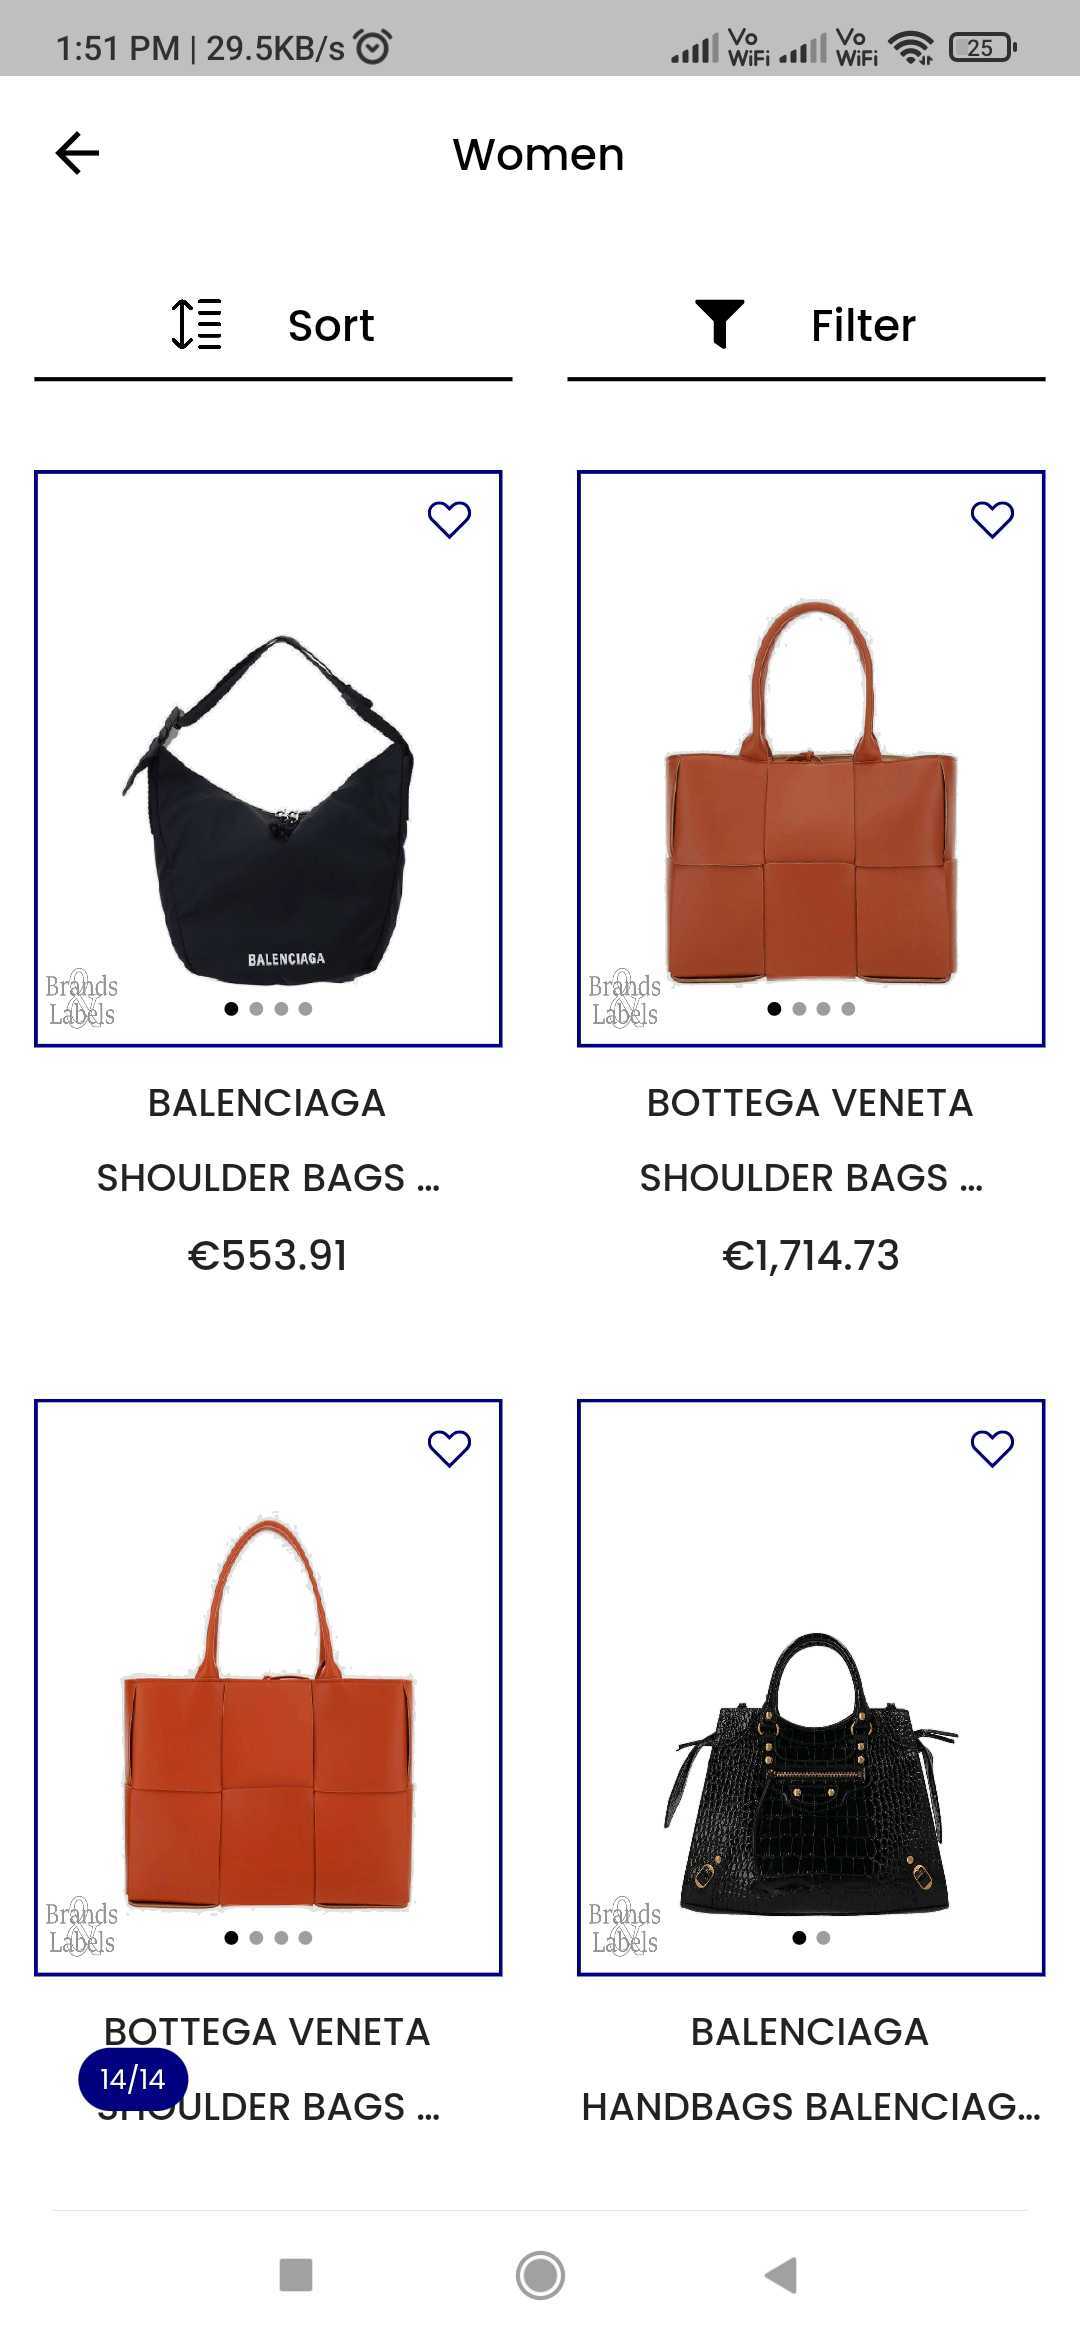 1:51 PM | 29.5KB/s
Vo WiFi
Vo WiFi
25
Women
Sort
Filter
BALENCIAGA
Brands & Labels
Brands & Labels
BALENCIAGA
BOTTEGA VENETA
SHOULDER BAGS ...
SHOULDER BAGS ...
€553.91
€1,714.73
Brands & Labels
Brands & Labels
BOTTEGA VENETA
BALENCIAGA
14/14
SHOULDER BAGS ...
HANDBAGS BALENCIAG...